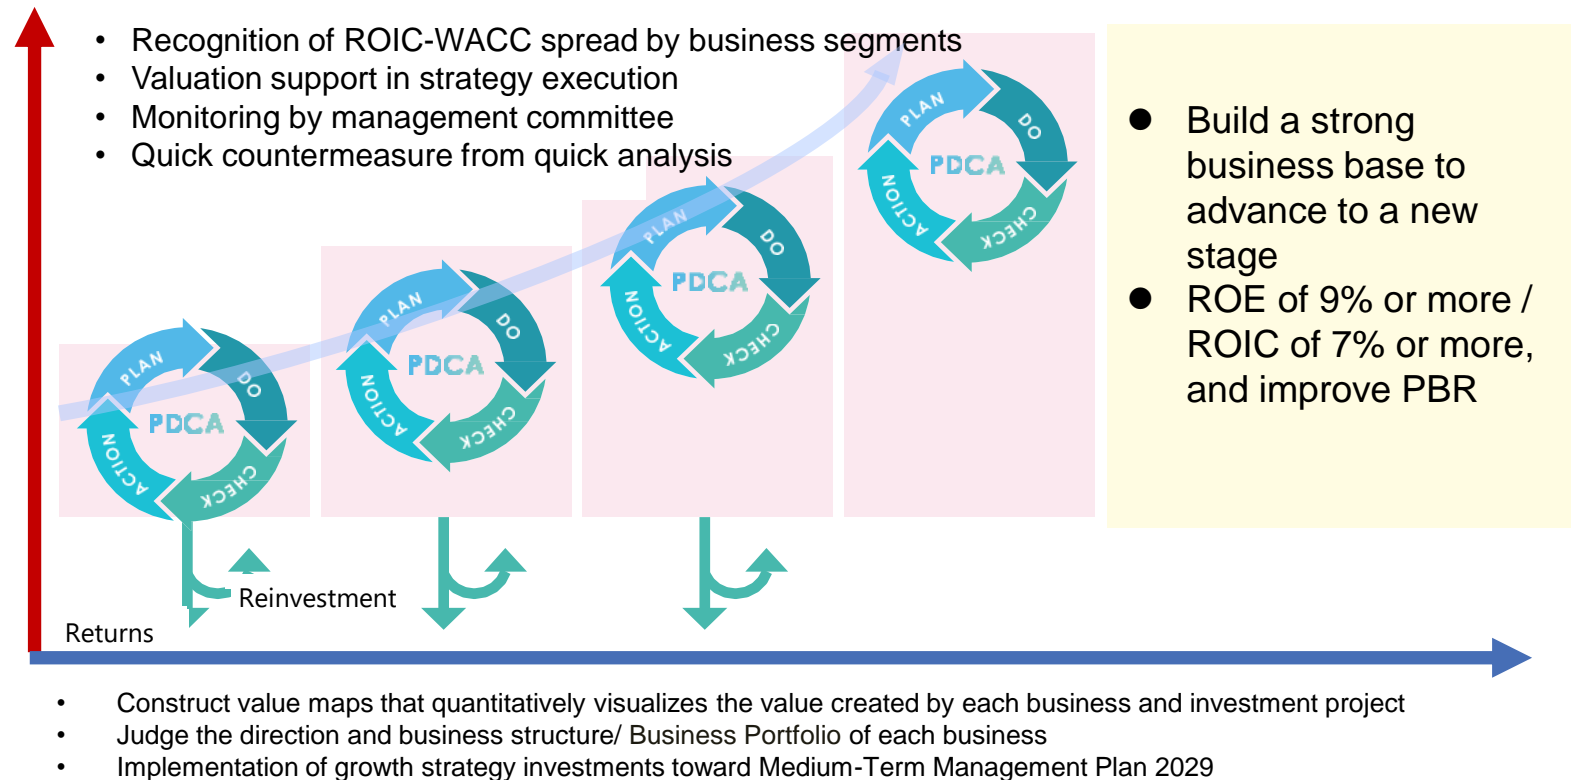 • Recognition of ROIC-WACC spread by business segments
• Valuation support in strategy execution
• Monitoring by management committee
• Quick countermeasure from quick analysis
● Build a strong
business base to
advance to a new
stage
● ROE of 9% or more /
ROIC of 7% or more,
and improve PBR
PLAN
DO
CHECK
ACTION
PDCA
PLAN
DO
CHECK
ACTION
PDCA
PLAN
DO
CHECK
ACTION
PDCA
PLAN
DO
CHECK
ACTION
PDCA
Reinvestment
Returns
• Construct value maps that quantitatively visualizes the value created by each business and investment project
• Judge the direction and business structure/ Business Portfolio of each business
• Implementation of growth strategy investments toward Medium-Term Management Plan 2029